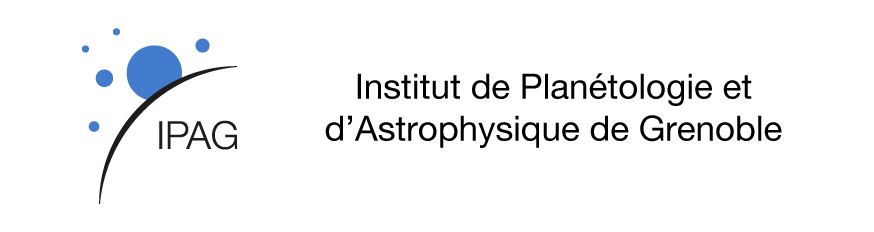 IPAG
Institut de Planétologie et
d’Astrophysique de Grenoble